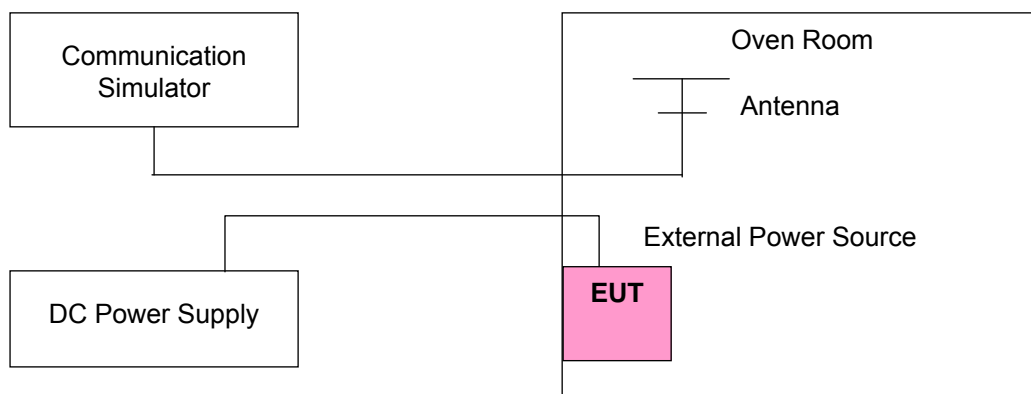 Communication
Simulator
Oven Room
Antenna
External Power Source
EUT
DC Power Supply